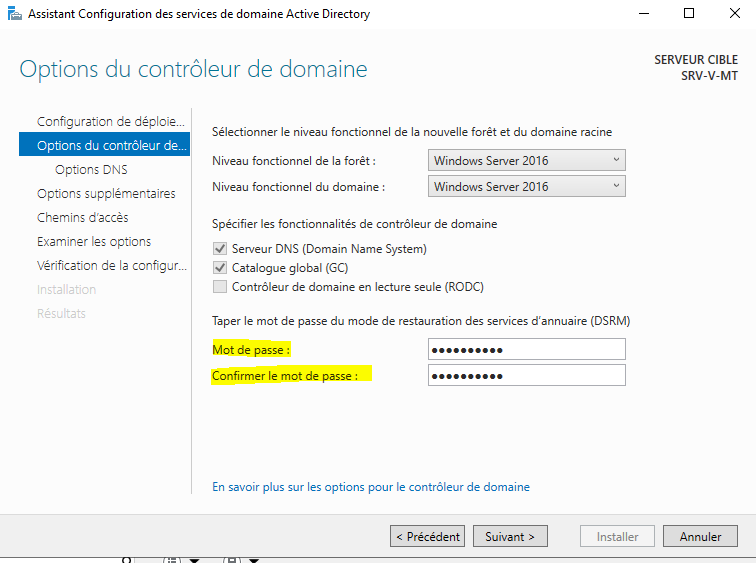 Assistant Configuration des services de domaine Active Directory
Options du contrôleur de domaine
SERVEUR CIBLE
SRV-V-MT
Configuration de déploie...
Options du contrôleur de...
Options DNS
Options supplémentaires
Chemins d’accès
Examiner les options
Vérification de la configur...
Installation
Résultats
Sélectionner le niveau fonctionnel de la nouvelle forêt et du domaine racine
Niveau fonctionnel de la forêt : Windows Server 2016
Niveau fonctionnel du domaine : Windows Server 2016
Spécifier les fonctionnalités de contrôleur de domaine
Serveur DNS (Domain Name System)
Catalogue global (GC)
Contrôleur de domaine en lecture seule (RODC)
Taper le mot de passe du mode de restauration des services d’annuaire (DSRM)
Mot de passe : ●●●●●●●●●●
Confirmer le mot de passe : ●●●●●●●●●●
En savoir plus sur les options pour le contrôleur de domaine
< Précédent Suivant > Installer Annuler